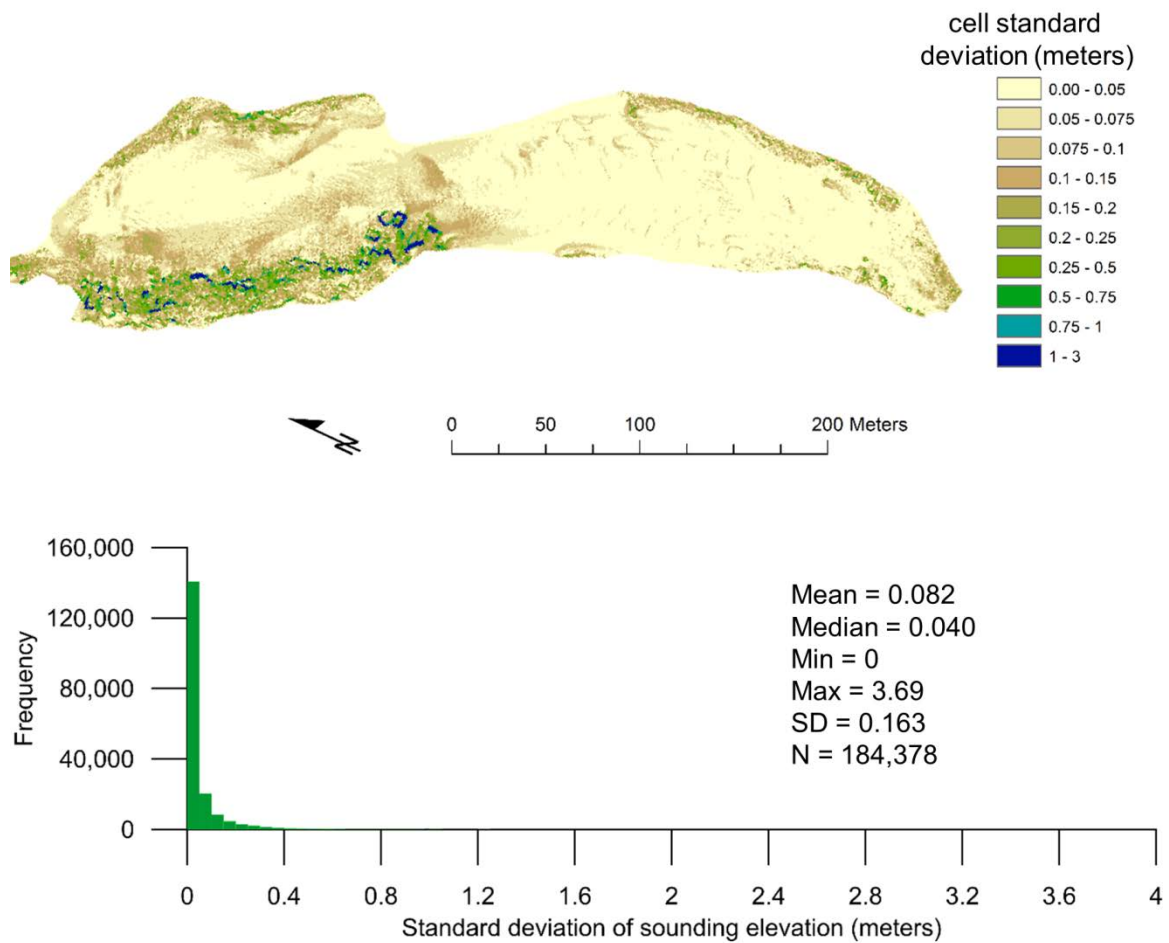 cell standard
deviation (meters)
0.00 - 0.05
0.05 - 0.075
0.075 - 0.1
0.1 - 0.15
0.15 - 0.2
0.2 - 0.25
0.25 - 0.5
0.5 - 0.75
0.75 - 1
1 - 3
N
0 50 100 200 Meters
160,000
120,000
80,000
40,000
0
Frequency
Mean = 0.082
Median = 0.040
Min = 0
Max = 3.69
SD = 0.163
N = 184,378
0 0.4 0.8 1.2 1.6 2 2.4 2.8 3.2 3.6 4
Standard deviation of sounding elevation (meters)